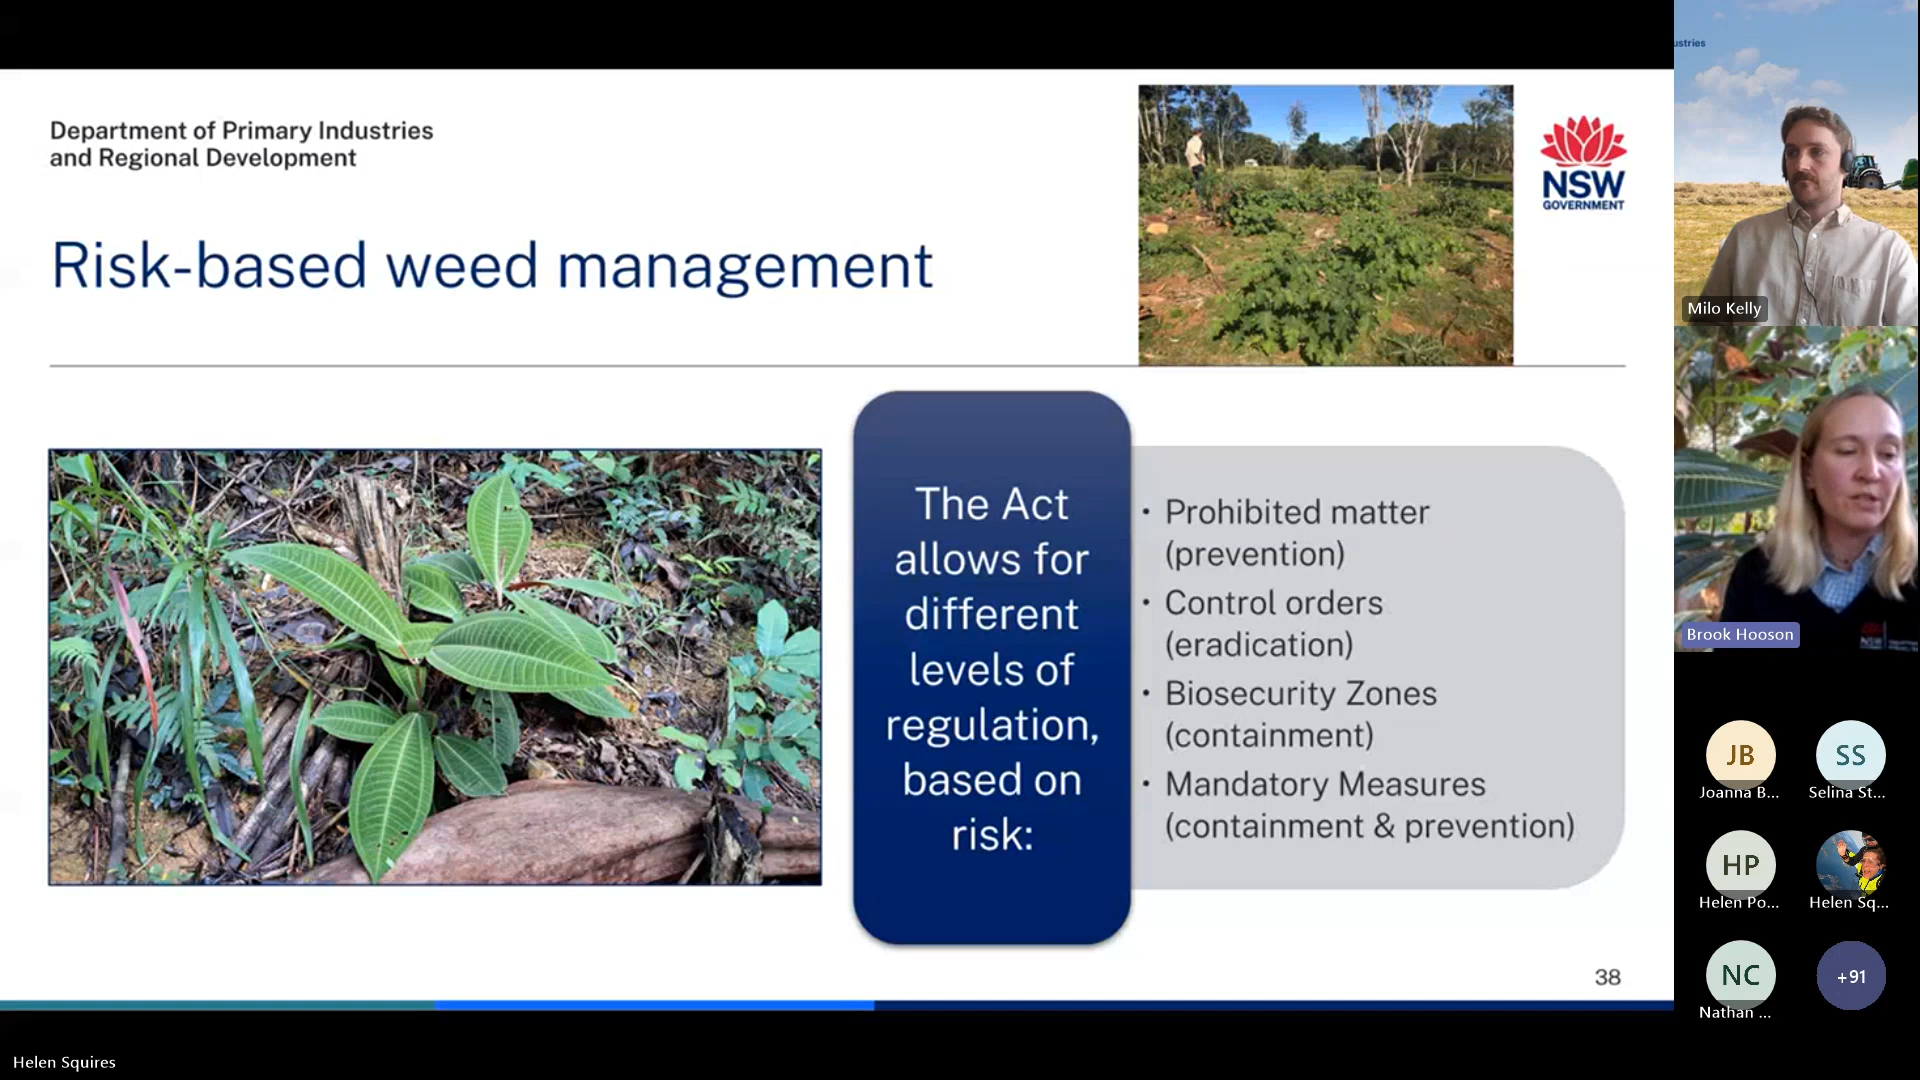 Department of Primary Industries
and Regional Development
NSW
GOVERNMENT
Risk-based weed management
The Act
allows for
different
levels of
regulation,
based on
risk:
• Prohibited matter
(prevention)
• Control orders
(eradication)
• Biosecurity Zones
(containment)
• Mandatory Measures
(containment & prevention)
38
Helen Squires
ustries
Milo Kelly
Brook Hooson
JB
Joanna B...
SS
Selina St...
HP
Helen Po...
Helen Sq...
NC
Nathan ...
+91